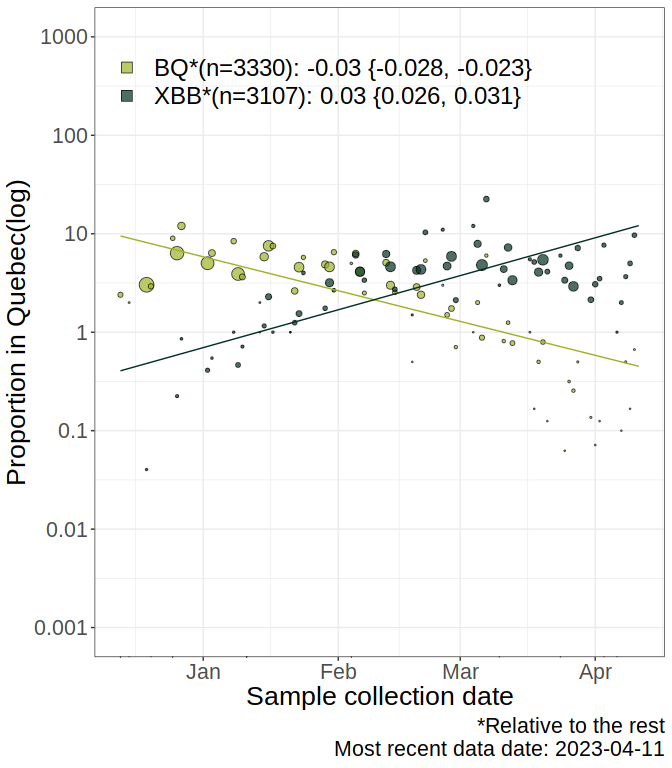 1000
100
10
1
0.1
0.01
0.001
Proportion in Quebec(log)
BQ*(n=3330): -0.03 {-0.028, -0.023}
XBB*(n=3107): 0.03 {0.026, 0.031}
Jan Feb Mar Apr
Sample collection date
*Relative to the rest
Most recent data date: 2023-04-11